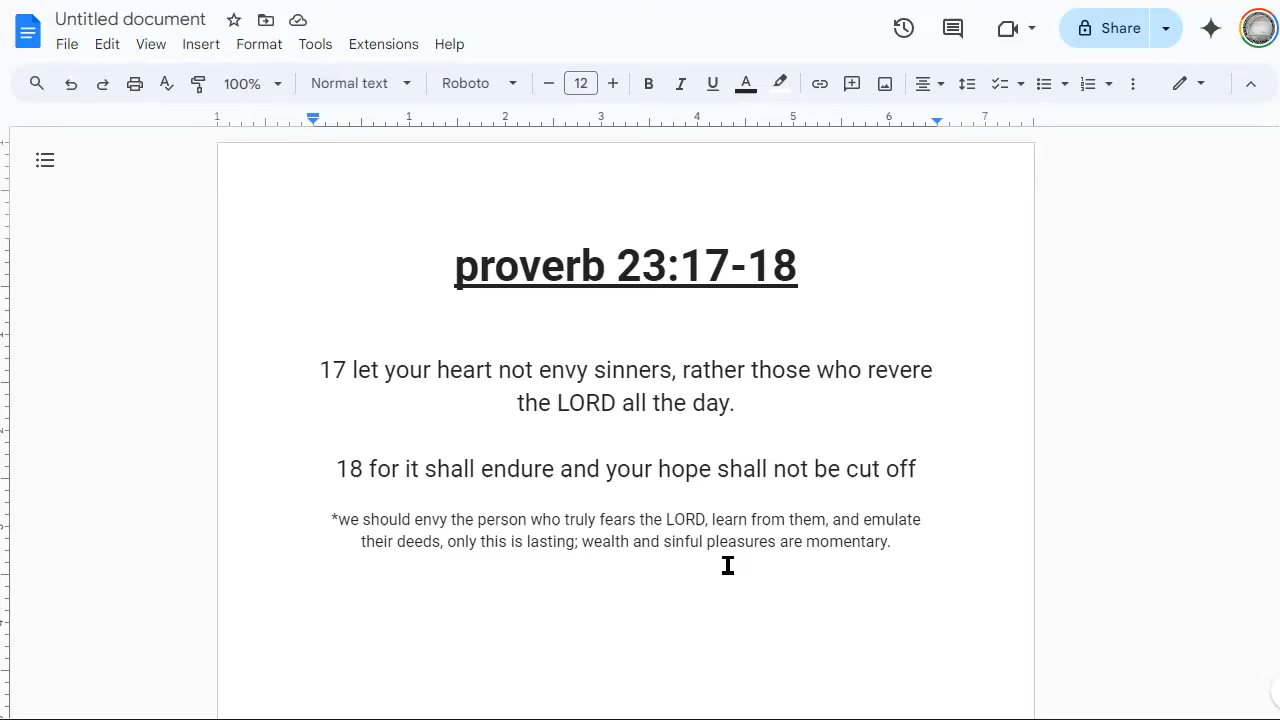 Untitled document
File Edit View Insert Format Tools Extensions Help
Share
100% Normal text Roboto 12 B I U A
1 1 2 3 4 5 6 7
proverb 23:17-18
17 let your heart not envy sinners, rather those who revere
the LORD all the day.
18 for it shall endure and your hope shall not be cut off
*we should envy the person who truly fears the LORD, learn from them, and emulate
their deeds, only this is lasting; wealth and sinful pleasures are momentary.